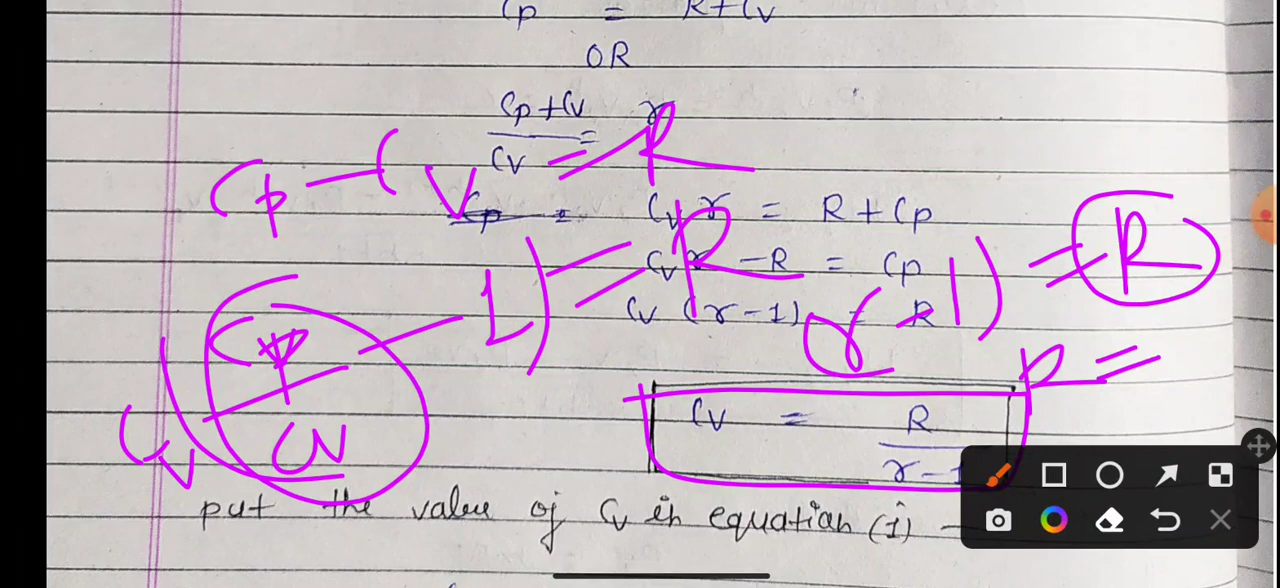 Cp = R+Cv
OR
Cp+Cv / Cv = r
Cp - Cv = R
Cp = Cv r = R + Cp
Cv r - R = Cp
Cv (Cp/Cv - 1) = R
r - 1) = R
Cv (r-1) = R
R =
Cv = R / r-1
put the value of Cv in equation (i) -